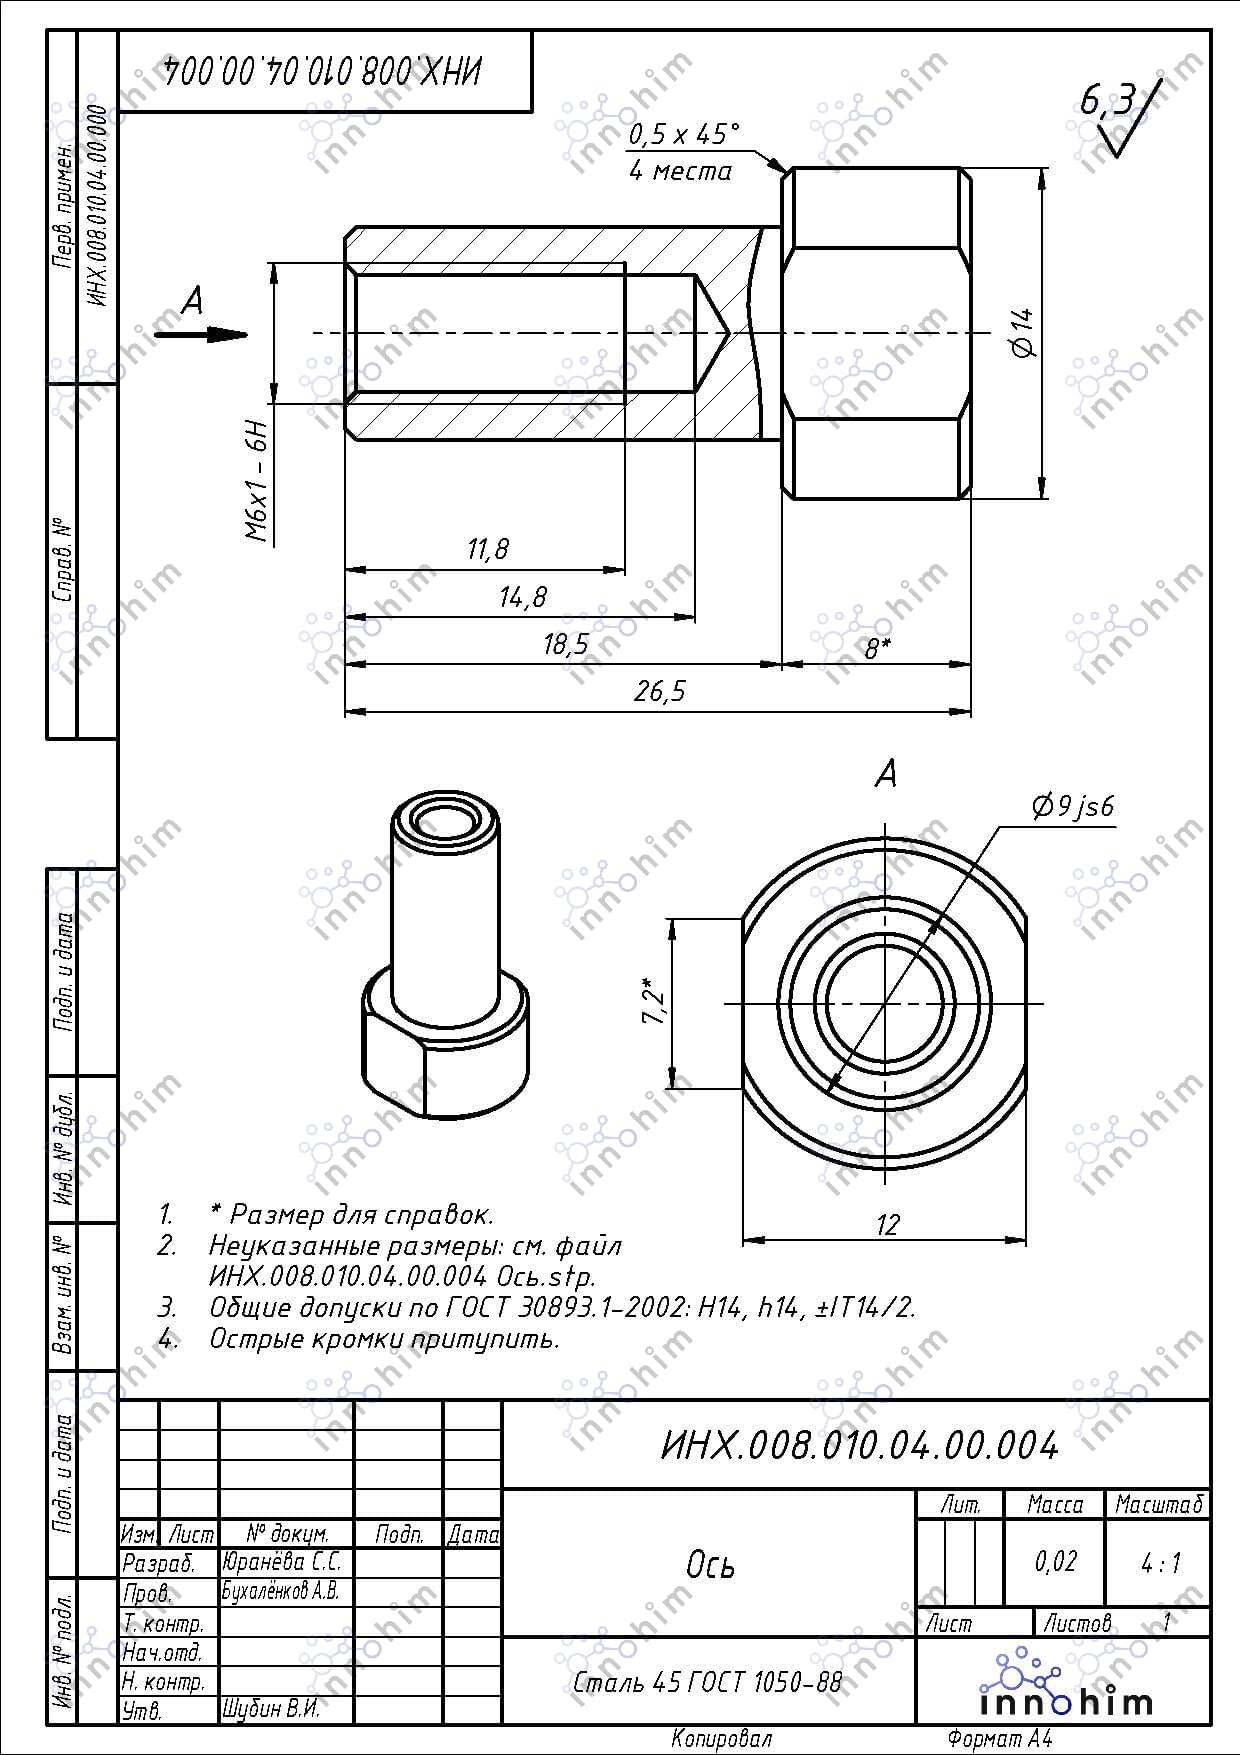 ИНХ.008.010.04.00.004
Перв. примен.
ИНХ.008.010.04.00.000
Справ. №
6,3
0,5 x 45°
4 места
А
Ø14
М6х1 - 6Н
11,8
14,8
18,5
8*
26,5
А
Ø9 js6
7,2*
12
1. * Размер для справок.
2. Неуказанные размеры: см. файл
ИНХ.008.010.04.00.004 Ось.stp.
3. Общие допуски по ГОСТ 30893.1-2002: Н14, h14, ±IT14/2.
4. Острые кромки притупить.
Подп. и дата
Инв. № дубл.
Взам. инв. №
Подп. и дата
Инв. № подл.
ИНХ.008.010.04.00.004
Изм. Лист № докум. Подп. Дата
Разраб. Юранёва С.С.
Пров. Бухалёнков А.В.
Т. контр.
Нач.отд.
Н. контр.
Утв. Шубин В.И.
Ось
Лит. Масса Масштаб
0,02 4 : 1
Лист Листов 1
Сталь 45 ГОСТ 1050-88
innohim
Копировал Формат А4